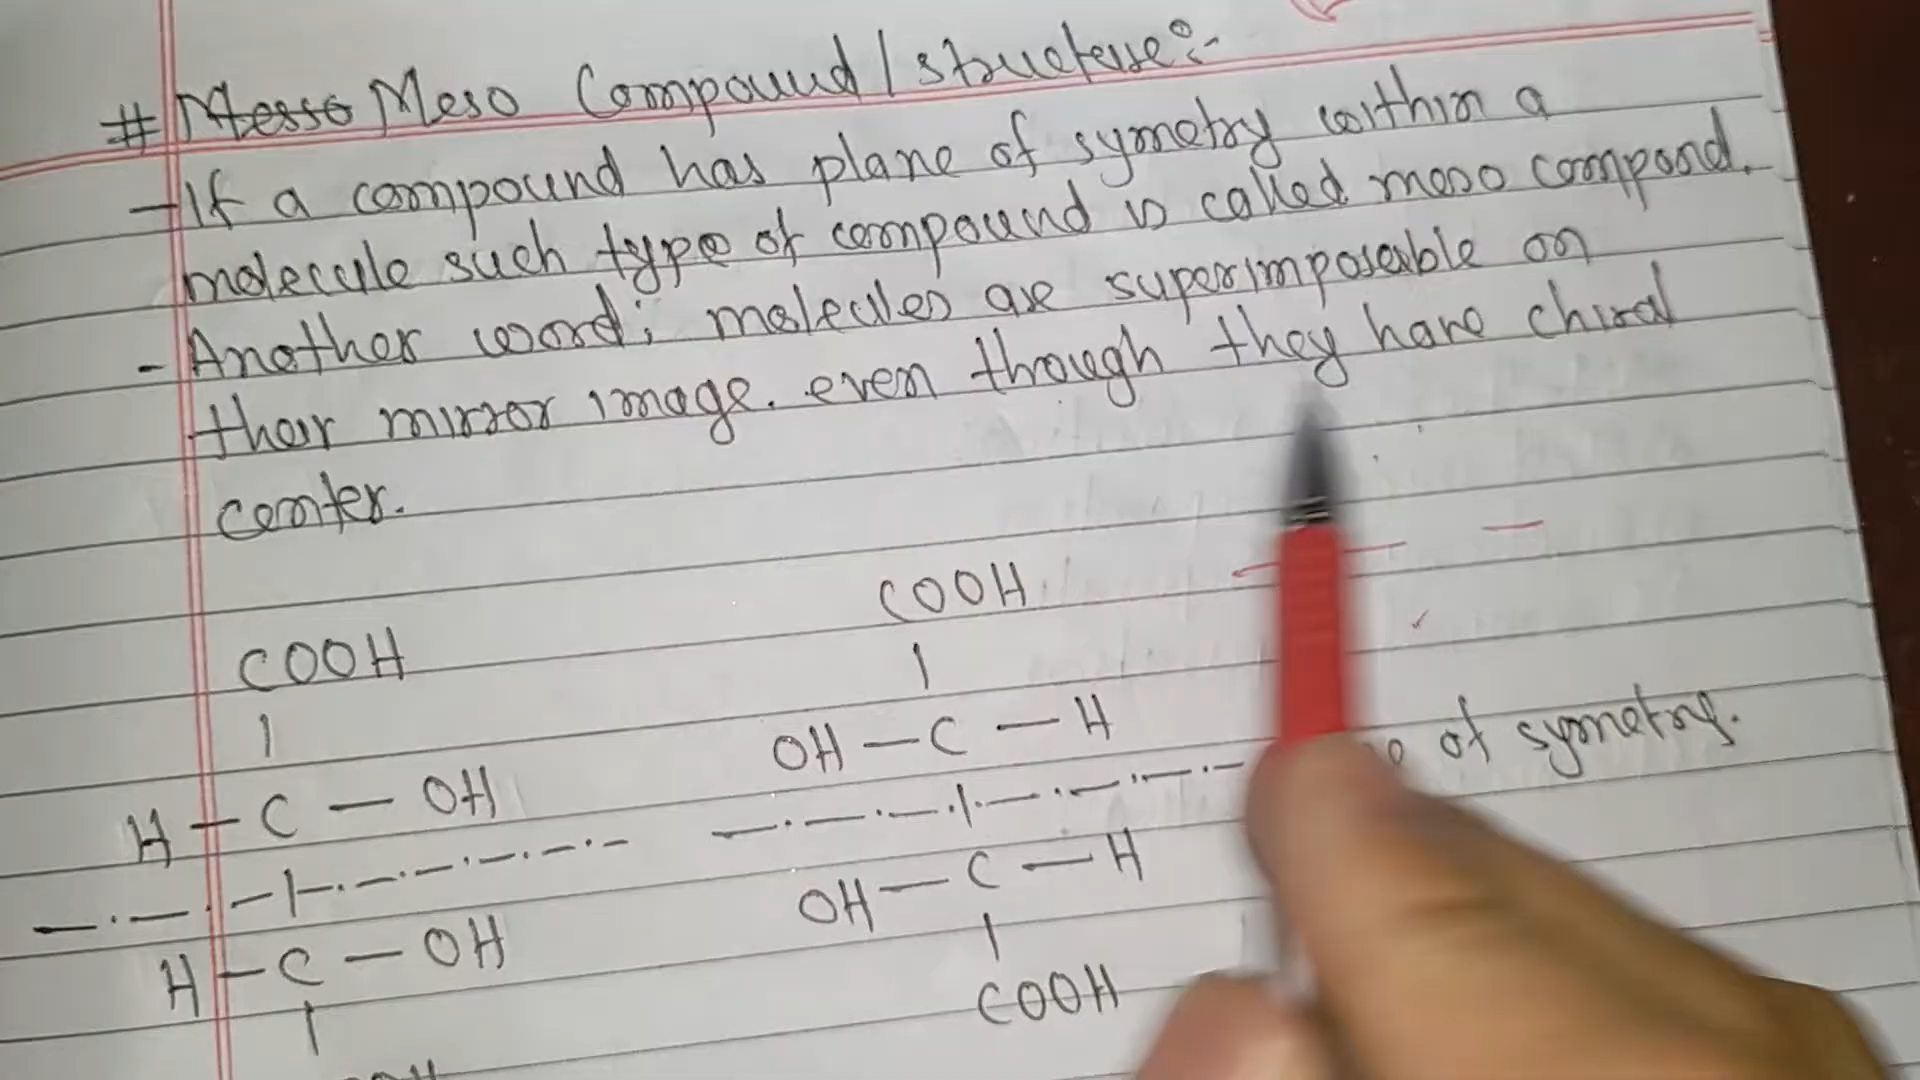 # Messo Meso Compound / structure:-
- If a compound has plane of symetry within a
molecule such type of compound is called meso compond.
- Another word; molecules are superimposable on
their mirror image. even though they have chiral
center.
COOH
H - C - OH
H - C - OH
COOH
OH - C - H
of symetry.
OH - C - H
COOH